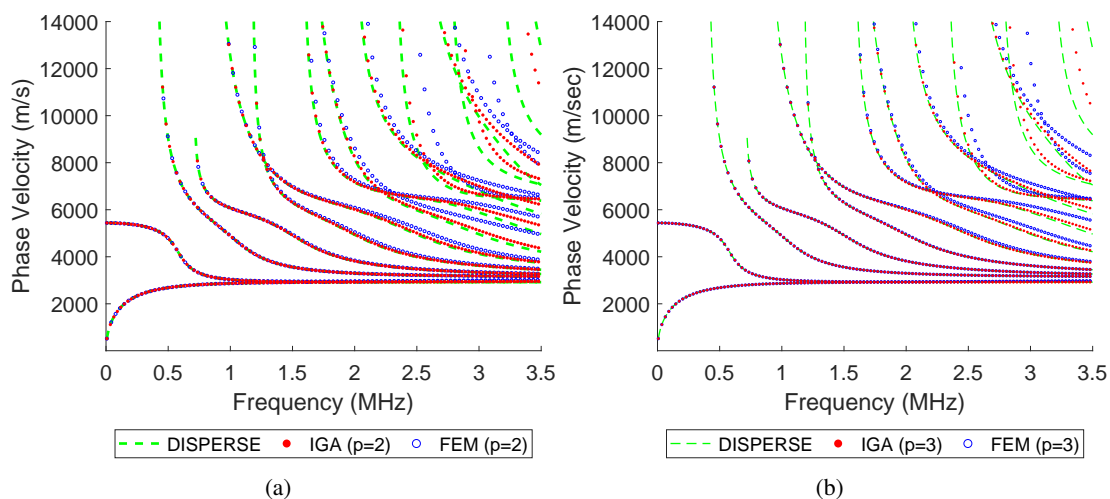 14000
12000
10000
8000
6000
4000
2000
Phase Velocity (m/s)
0 0.5 1 1.5 2 2.5 3 3.5
Frequency (MHz)
DISPERSE IGA (p=2) FEM (p=2)
(a)
14000
12000
10000
8000
6000
4000
2000
Phase Velocity (m/sec)
0 0.5 1 1.5 2 2.5 3 3.5
Frequency (MHz)
DISPERSE IGA (p=3) FEM (p=3)
(b)